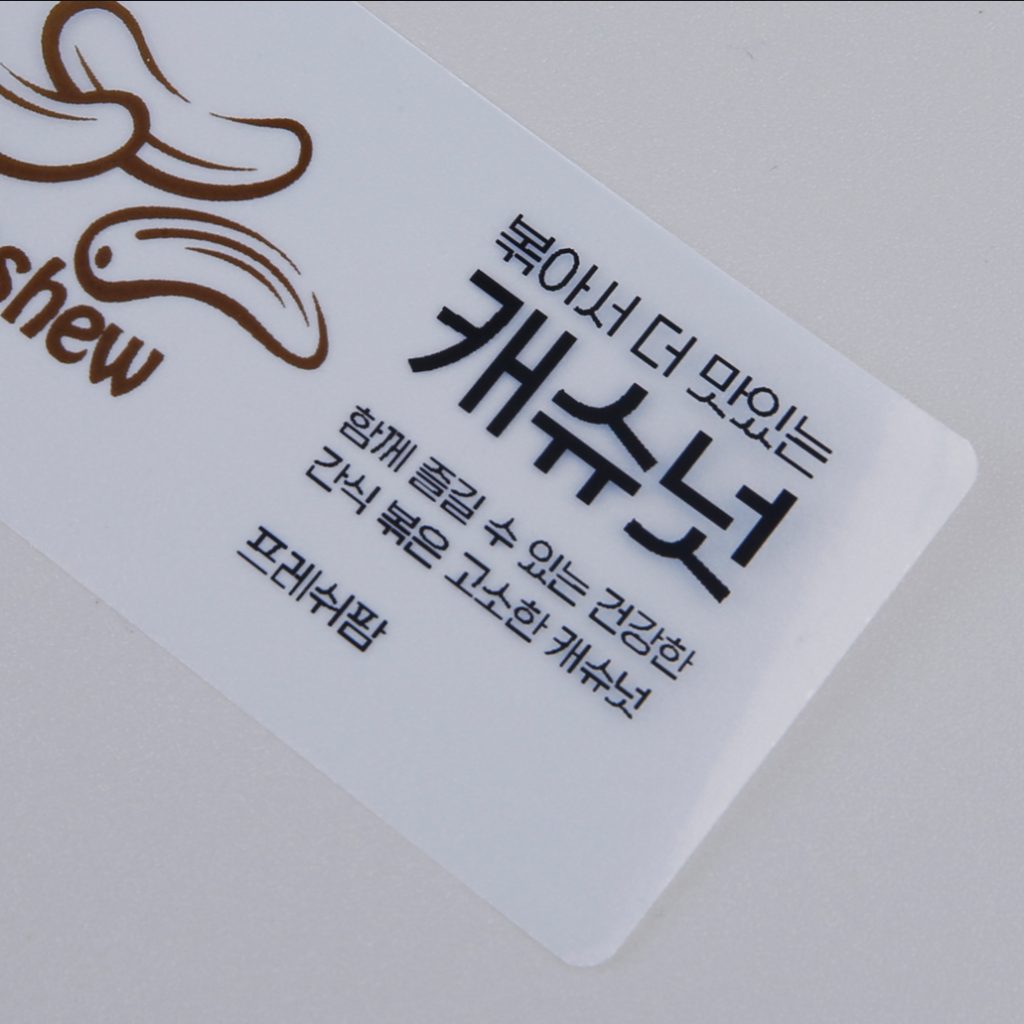 shew
볶아서 더 맛있는
캐슈넛
함께 즐길 수 있는 건강한
간식 볶은 고소한 캐슈넛
프레쉬팜